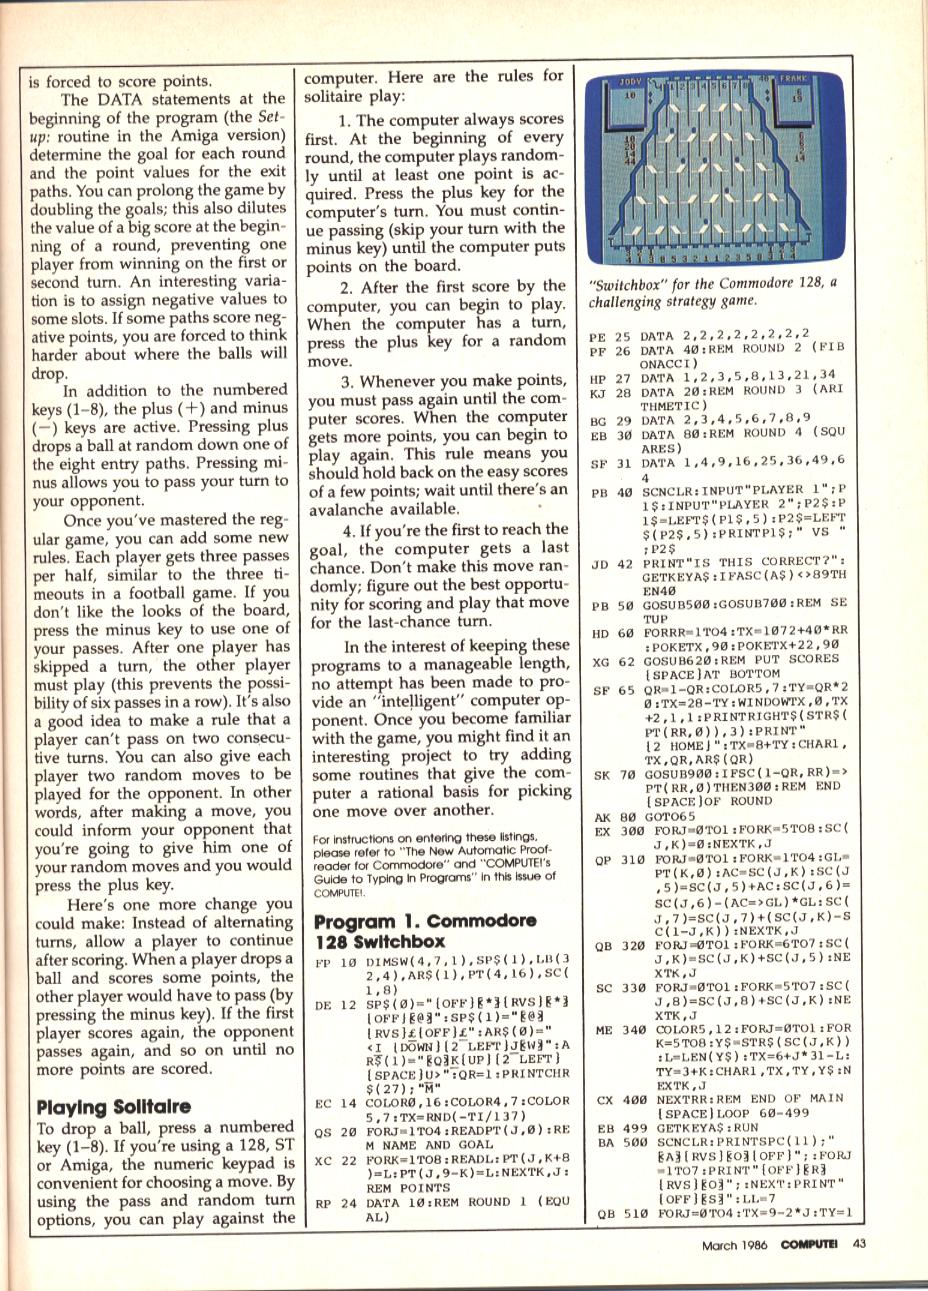 is forced to score points.
The DATA statements at the
beginning of the program (the Set-
up: routine in the Amiga version)
determine the goal for each round
and the point values for the exit
paths. You can prolong the game by
doubling the goals; this also dilutes
the value of a big score at the begin-
ning of a round, preventing one
player from winning on the first or
second turn. An interesting varia-
tion is to assign negative values to
some slots. If some paths score neg-
ative points, you are forced to think
harder about where the balls will
drop.
In addition to the numbered
keys (1–8), the plus (+) and minus
(−) keys are active. Pressing plus
drops a ball at random down one of
the eight entry paths. Pressing mi-
nus allows you to pass your turn to
your opponent.
Once you've mastered the reg-
ular game, you can add some new
rules. Each player gets three passes
per half, similar to the three ti-
meouts in a football game. If you
don't like the looks of the board,
press the minus key to use one of
your passes. After one player has
skipped a turn, the other player
must play (this prevents the possi-
bility of six passes in a row). It's also
a good idea to make a rule that a
player can't pass on two consecu-
tive turns. You can also give each
player two random moves to be
played for the opponent. In other
words, after making a move, you
could inform your opponent that
you're going to give him one of
your random moves and you would
press the plus key.
Here's one more change you
could make: Instead of alternating
turns, allow a player to continue
after scoring. When a player drops a
ball and scores some points, the
other player would have to pass (by
pressing the minus key). If the first
player scores again, the opponent
passes again, and so on until no
more points are scored.
Playing Solitaire
To drop a ball, press a numbered
key (1–8). If you're using a 128, ST
or Amiga, the numeric keypad is
convenient for choosing a move. By
using the pass and random turn
options, you can play against the
computer. Here are the rules for
solitaire play:
1. The computer always scores
first. At the beginning of every
round, the computer plays random-
ly until at least one point is ac-
quired. Press the plus key for the
computer's turn. You must contin-
ue passing (skip your turn with the
minus key) until the computer puts
points on the board.
2. After the first score by the
computer, you can begin to play.
When the computer has a turn,
press the plus key for a random
move.
3. Whenever you make points,
you must pass again until the com-
puter scores. When the computer
gets more points, you can begin to
play again. This rule means you
should hold back on the easy scores
of a few points; wait until there's an
avalanche available.
4. If you're the first to reach the
goal, the computer gets a last
chance. Don't make this move ran-
domly; figure out the best opportu-
nity for scoring and play that move
for the last-chance turn.
In the interest of keeping these
programs to a manageable length,
no attempt has been made to pro-
vide an "intelligent" computer op-
ponent. Once you become familiar
with the game, you might find it an
interesting project to try adding
some routines that give the com-
puter a rational basis for picking
one move over another.
For instructions on entering these listings,
please refer to "The New Automatic Proof-
reader for Commodore" and "COMPUTE!'s
Guide to Typing In Programs" in this issue of
COMPUTE!.
Program 1. Commodore
128 Switchbox
FP 10 DIMSW(4,7,1),SP$(1),LB(3
2,4),AR$(1),PT(4,16),SC(
1,8)
DE 12 SP$(0)="{OFF}[*]{RVS}[*]
{OFF}[@]":SP$(1)="[@]
{RVS}£{OFF}£":AR$(0)="
<I {DOWN}{2 LEFT}J[W]":A
R$(1)="[Q]K{UP}{2 LEFT}
{SPACE}U>":QR=1:PRINTCHR
$(27);"M"
EC 14 COLOR0,16:COLOR4,7:COLOR
5,7:TX=RND(-TI/137)
QS 20 FORJ=1TO4:READPT(J,0):RE
M NAME AND GOAL
XC 22 FORK=1TO8:READL:PT(J,K+8
)=L:PT(J,9-K)=L:NEXTK,J:
REM POINTS
RP 24 DATA 10:REM ROUND 1 (EQU
AL)
JODY
FRANK
"Switchbox" for the Commodore 128, a
challenging strategy game.
PE 25 DATA 2,2,2,2,2,2,2,2
PF 26 DATA 40:REM ROUND 2 (FIB
ONACCI)
HP 27 DATA 1,2,3,5,8,13,21,34
KJ 28 DATA 20:REM ROUND 3 (ARI
THMETIC)
BG 29 DATA 2,3,4,5,6,7,8,9
EB 30 DATA 80:REM ROUND 4 (SQU
ARES)
SF 31 DATA 1,4,9,16,25,36,49,6
4
PB 40 SCNCLR:INPUT"PLAYER 1";P
1$:INPUT"PLAYER 2";P2$:P
1$=LEFT$(P1$,5):P2$=LEFT
$(P2$,5):PRINTP1$;" VS "
;P2$
JD 42 PRINT"IS THIS CORRECT?":
GETKEYA$:IFASC(A$)<>89TH
EN40
PB 50 GOSUB500:GOSUB700:REM SE
TUP
HD 60 FORRR=1TO4:TX=1072+40*RR
:POKETX,90:POKETX+22,90
XG 62 GOSUB620:REM PUT SCORES
{SPACE}AT BOTTOM
SF 65 QR=1-QR:COLOR5,7:TY=QR*2
0:TX=28-TY:WINDOWTX,0,TX
+2,1,1:PRINTRIGHT$(STR$(
PT(RR,0)),3):PRINT"
{2 HOME}":TX=8+TY:CHAR1,
TX,QR,AR$(QR)
SK 70 GOSUB900:IFSC(1-QR,RR)=>
PT(RR,0)THEN300:REM END
{SPACE}OF ROUND
AK 80 GOTO65
EX 300 FORJ=0TO1:FORK=5TO8:SC(
J,K)=0:NEXTK,J
QP 310 FORJ=0TO1:FORK=1TO4:GL=
PT(K,0):AC=SC(J,K):SC(J
,5)=SC(J,5)+AC:SC(J,6)=
SC(J,6)-(AC=>GL)*GL:SC(
J,7)=SC(J,7)+(SC(J,K)-S
C(1-J,K)):NEXTK,J
QB 320 FORJ=0TO1:FORK=6TO7:SC(
J,K)=SC(J,K)+SC(J,5):NE
XTK,J
SC 330 FORJ=0TO1:FORK=5TO7:SC(
J,8)=SC(J,8)+SC(J,K):NE
XTK,J
ME 340 COLOR5,12:FORJ=0TO1:FOR
K=5TO8:Y$=STR$(SC(J,K))
:L=LEN(Y$):TX=6+J*31-L:
TY=3+K:CHAR1,TX,TY,Y$:N
EXTK,J
CX 400 NEXTRR:REM END OF MAIN
{SPACE}LOOP 60-499
EB 499 GETKEYA$:RUN
BA 500 SCNCLR:PRINTSPC(11);"
[A]{RVS}[O]{OFF}";:FORJ
=1TO7:PRINT"{OFF}[R]
{RVS}[O]";:NEXT:PRINT"
{OFF}[S]":LL=7
QB 510 FORJ=0TO4:TX=9-2*J:TY=1
March 1986 COMPUTE! 43